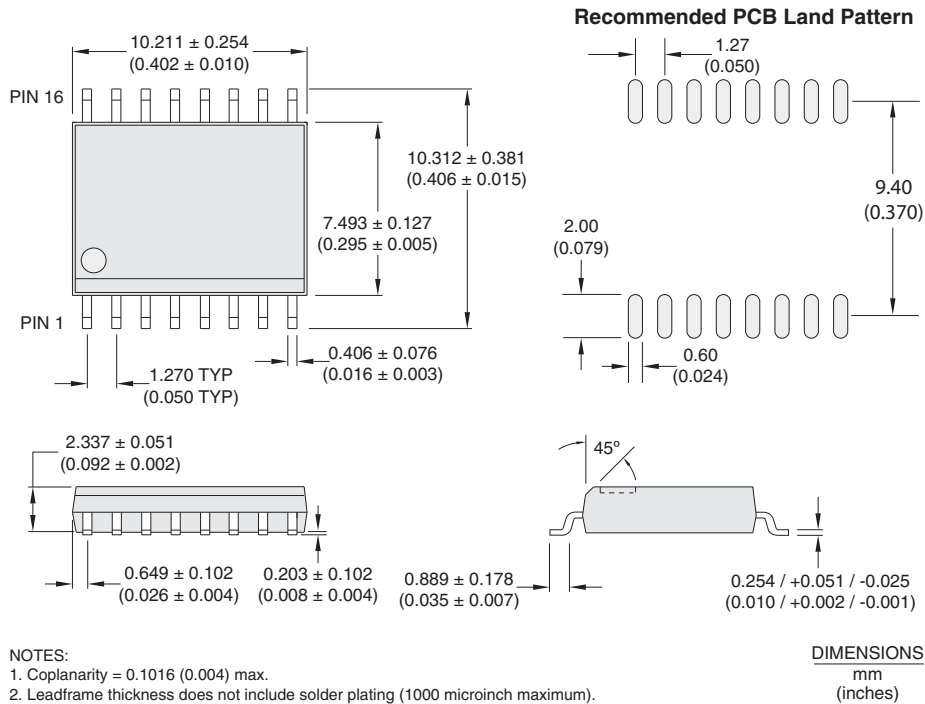 Recommended PCB Land Pattern
10.211 ± 0.254
(0.402 ± 0.010)
PIN 16
10.312 ± 0.381
(0.406 ± 0.015)
7.493 ± 0.127
(0.295 ± 0.005)
PIN 1
0.406 ± 0.076
(0.016 ± 0.003)
1.270 TYP
(0.050 TYP)
1.27
(0.050)
9.40
(0.370)
2.00
(0.079)
0.60
(0.024)
2.337 ± 0.051
(0.092 ± 0.002)
0.649 ± 0.102
(0.026 ± 0.004)
0.203 ± 0.102
(0.008 ± 0.004)
45º
0.889 ± 0.178
(0.035 ± 0.007)
0.254 / +0.051 / -0.025
(0.010 / +0.002 / -0.001)
NOTES:
1. Coplanarity = 0.1016 (0.004) max.
2. Leadframe thickness does not include solder plating (1000 microinch maximum).
DIMENSIONS
mm
(inches)